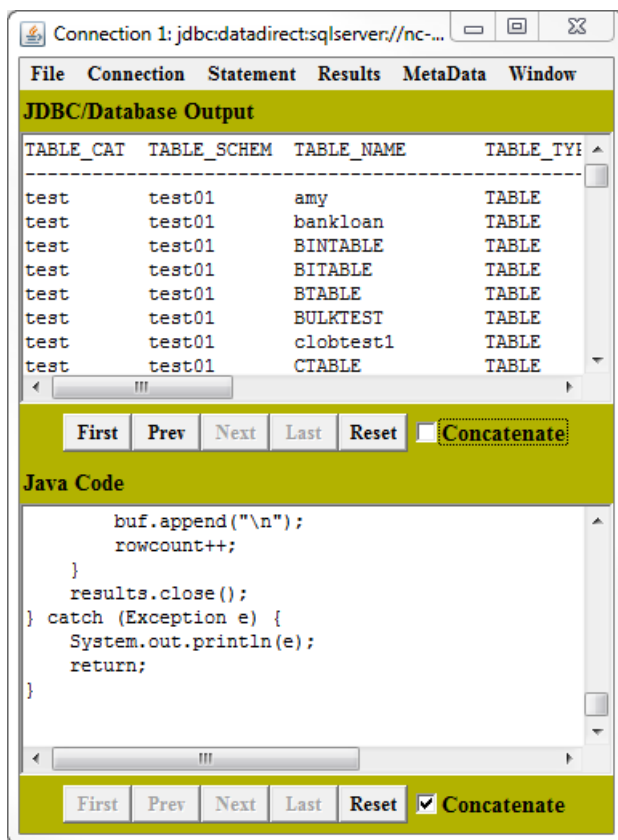 Connection 1: jdbc:datadirect:sqlserver://nc-...
File Connection Statement Results MetaData Window
JDBC/Database Output
TABLE_CAT TABLE_SCHEM TABLE_NAME TABLE_TYP
--------------------------------------------------
test test01 amy TABLE
test test01 bankloan TABLE
test test01 BINTABLE TABLE
test test01 BITABLE TABLE
test test01 BTABLE TABLE
test test01 BULKTEST TABLE
test test01 clobtest1 TABLE
test test01 CTABLE TABLE
First Prev Next Last Reset Concatenate
Java Code
buf.append("\n");
rowcount++;
}
results.close();
} catch (Exception e) {
System.out.println(e);
return;
}
First Prev Next Last Reset Concatenate